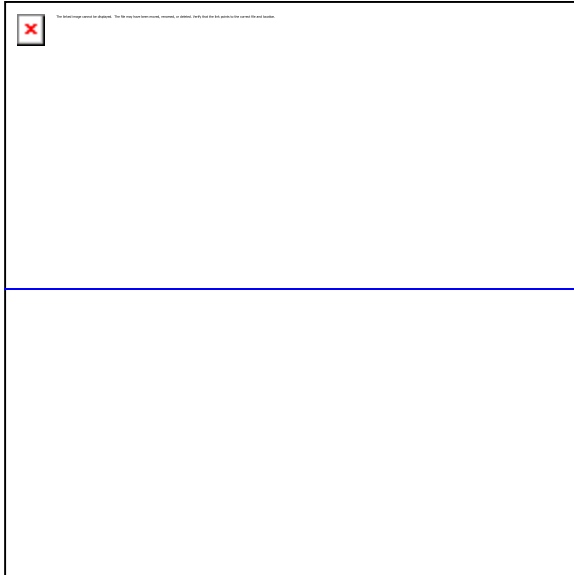 The linked image cannot be displayed.  The file may have been moved, renamed, or deleted. Verify that the link points to the correct file and location.